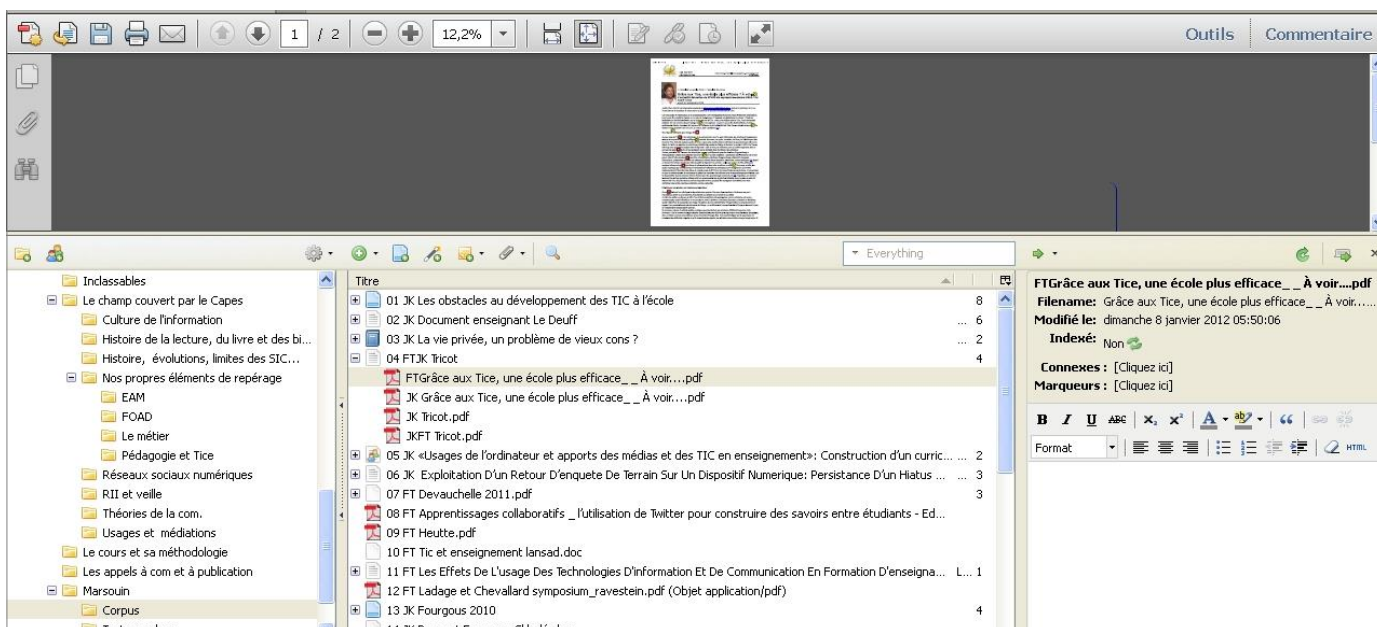 1 / 2 12,2% Outils Commentaire
Everything
Inclassables
Le champ couvert par le Capes
Culture de l'information
Histoire de la lecture, du livre et des bi...
Histoire, évolutions, limites des SIC...
Nos propres éléments de repérage
EAM
FOAD
Le métier
Pédagogie et Tice
Réseaux sociaux numériques
RII et veille
Théories de la com.
Usages et médiations
Le cours et sa méthodologie
Les appels à com et à publication
Marsouin
Corpus
Titre
01 JK Les obstacles au développement des TIC à l'école 8
02 JK Document enseignant Le Deuff ... 6
03 JK La vie privée, un problème de vieux cons ? ... 2
04 FTJK Tricot 4
FTGrâce aux Tice, une école plus efficace_ _ À voir....pdf
JK Grâce aux Tice, une école plus efficace_ _ À voir....pdf
JK Tricot.pdf
JKFT Tricot.pdf
05 JK «Usages de l'ordinateur et apports des médias et des TIC en enseignement»: Construction d'un curric... ... 2
06 JK Exploitation D'un Retour D'enquete De Terrain Sur Un Dispositif Numerique: Persistance D'un Hiatus ... ... 3
07 FT Devauchelle 2011.pdf 3
08 FT Apprentissages collaboratifs _ l'utilisation de Twitter pour construire des savoirs entre étudiants - Ed...
09 FT Heutte.pdf
10 FT Tic et enseignement lansad.doc
11 FT Les Effets De L'usage Des Technologies D'information Et De Communication En Formation D'enseigna... L... 1
12 FT Ladage et Chevallard symposium_ravestein.pdf (Objet application/pdf)
13 JK Fourgous 2010 4
FTGrâce aux Tice, une école plus efficace_ _ À voir....pdf
Filename: Grâce aux Tice, une école plus efficace_ _ À voir......
Modifié le: dimanche 8 janvier 2012 05:50:06
Indexé: Non
Connexes : [Cliquez ici]
Marqueurs : [Cliquez ici]
B I U ABC X₂ X² A ab
Format HTML